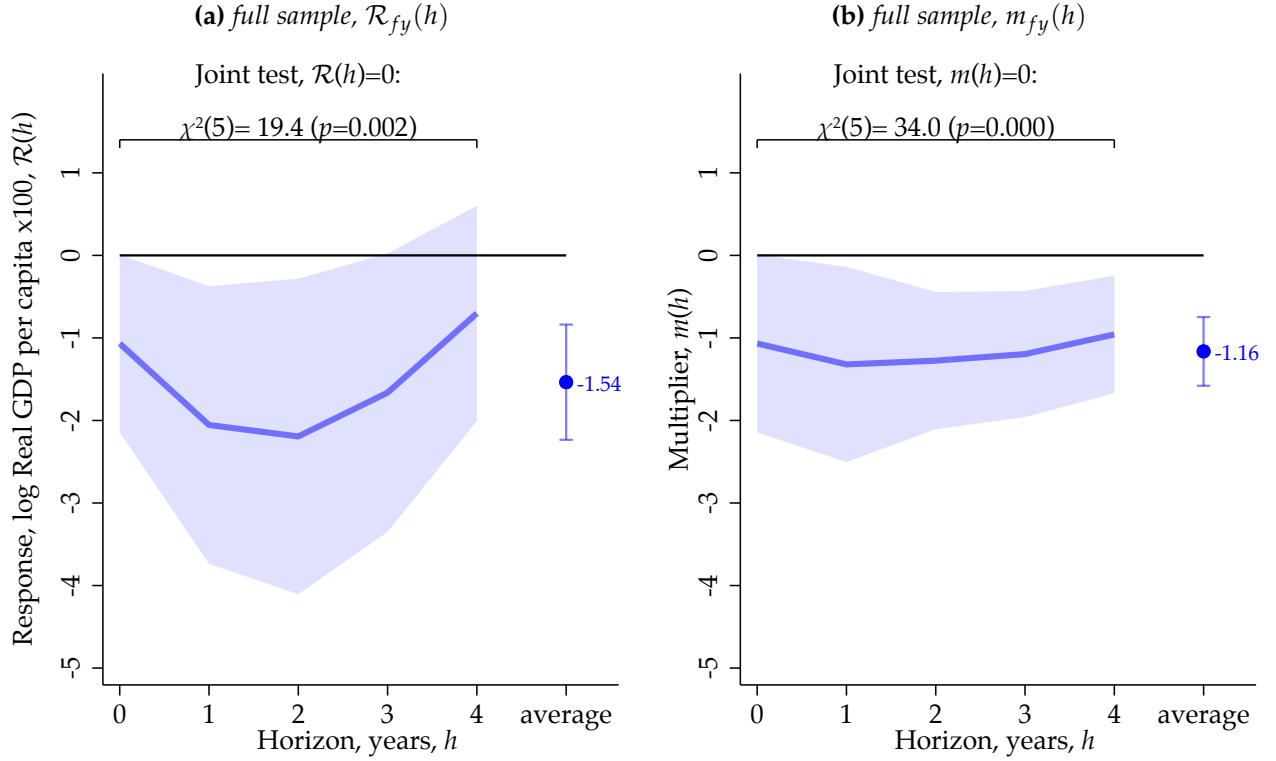 (a) full sample, ℛfy(h)
Joint test, ℛ(h)=0:
χ²(5)= 19.4 (p=0.002)
Response, log Real GDP per capita x100, ℛ(h)
1
0
-1
-2
-3
-4
-5
-1.54
0 1 2 3 4 average
Horizon, years, h
(b) full sample, mfy(h)
Joint test, m(h)=0:
χ²(5)= 34.0 (p=0.000)
Multiplier, m(h)
1
0
-1
-2
-3
-4
-5
-1.16
0 1 2 3 4 average
Horizon, years, h